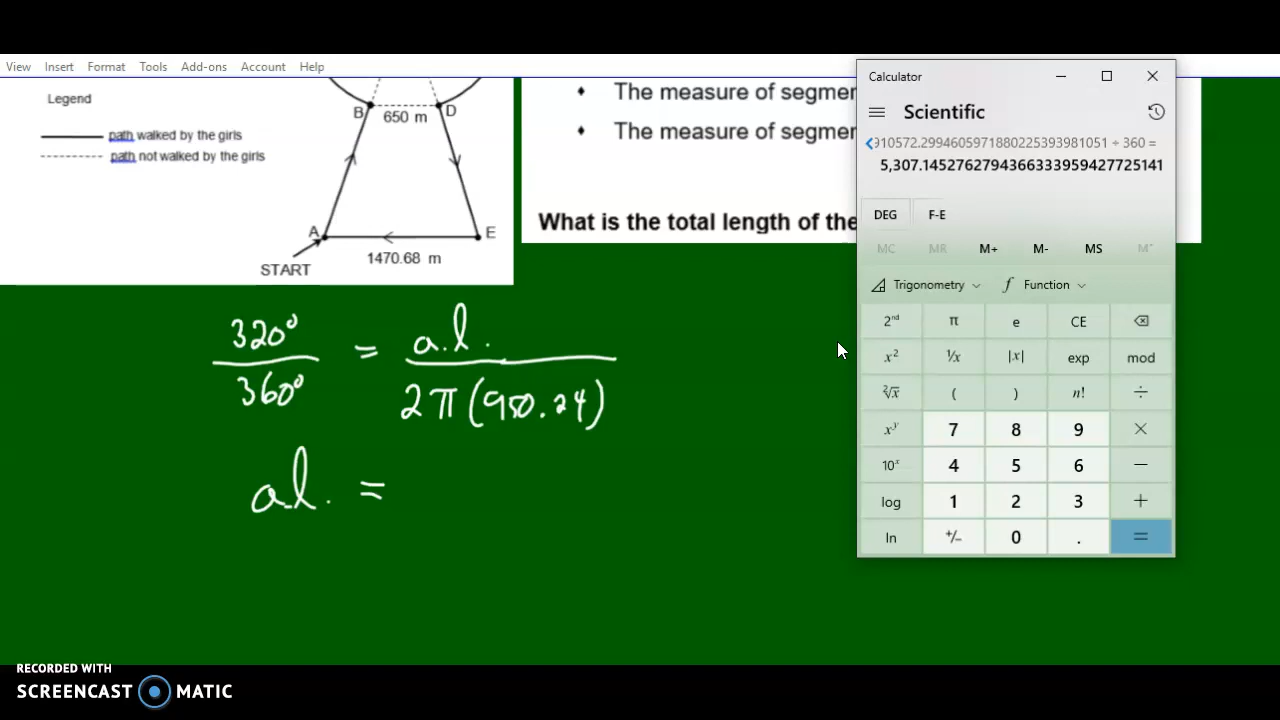 View Insert Format Tools Add-ons Account Help
Legend
path walked by the girls
path not walked by the girls
B
650 m
D
A
E
START
1470.68 m
♦ The measure of segmen
♦ The measure of segmen
What is the total length of the
320° / 360° = a.l. / 2π(950.24)
a.l. =
Calculator
Scientific
910572.2994605971880225393981051 ÷ 360 =
5,307.1452762794366333959427725141
DEG F-E
MC MR M+ M- MS M˅
Trigonometry f Function
2nd π e CE
x² ¹/x |x| exp mod
²√x ( ) n! ÷
xʸ 7 8 9 ×
10ˣ 4 5 6 −
log 1 2 3 +
ln +/− 0 . =
RECORDED WITH
SCREENCAST MATIC